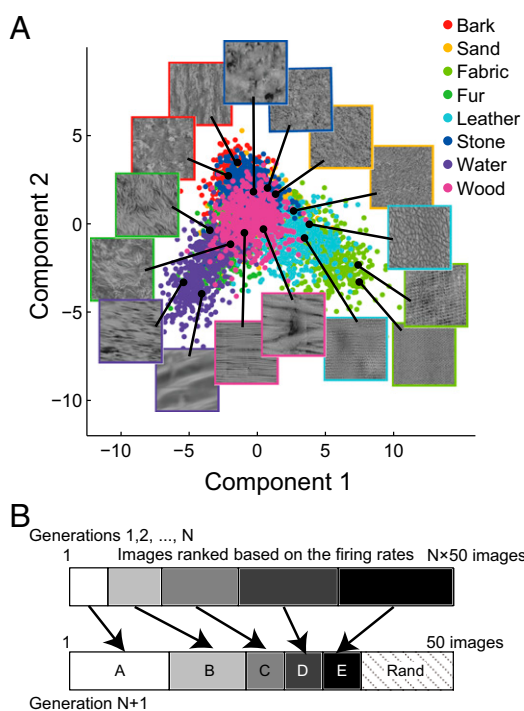 A
Bark
Sand
Fabric
Fur
Leather
Stone
Water
Wood
5
0
−5
−10
Component 2
−10
−5
0
5
10
Component 1
B
Generations 1,2, ..., N
1
Images ranked based on the firing rates
N×50 images
1
50 images
A
B
C
D
E
Rand
Generation N+1